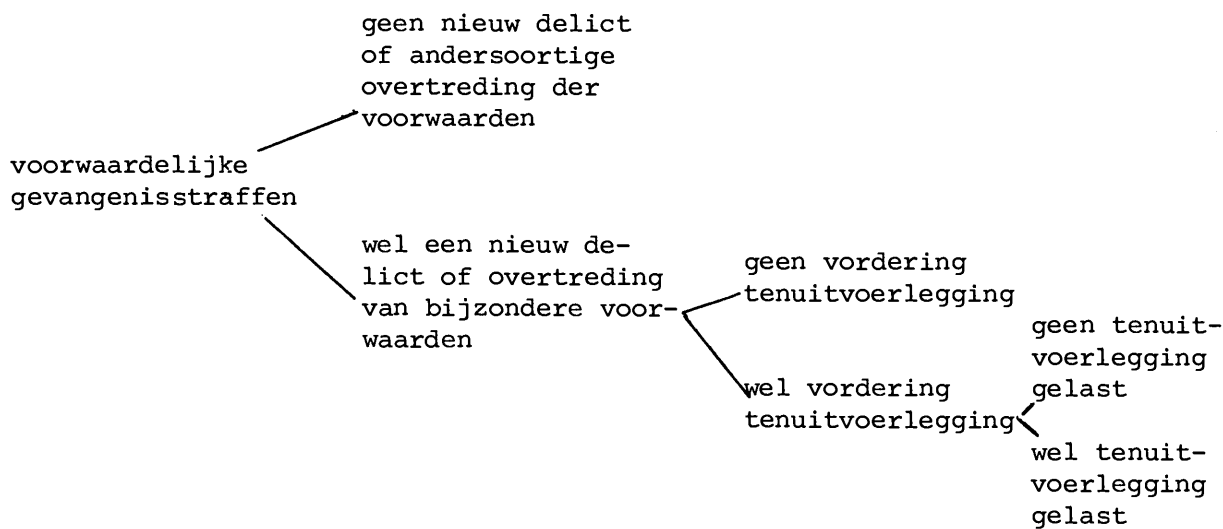 geen nieuw delict
of andersoortige
overtreding der
voorwaarden
voorwaardelijke
gevangenisstraffen
wel een nieuw de-
lict of overtreding
van bijzondere voor-
waarden
geen vordering
tenuitvoerlegging
wel vordering
tenuitvoerlegging
geen tenuit-
voerlegging
gelast
wel tenuit-
voerlegging
gelast